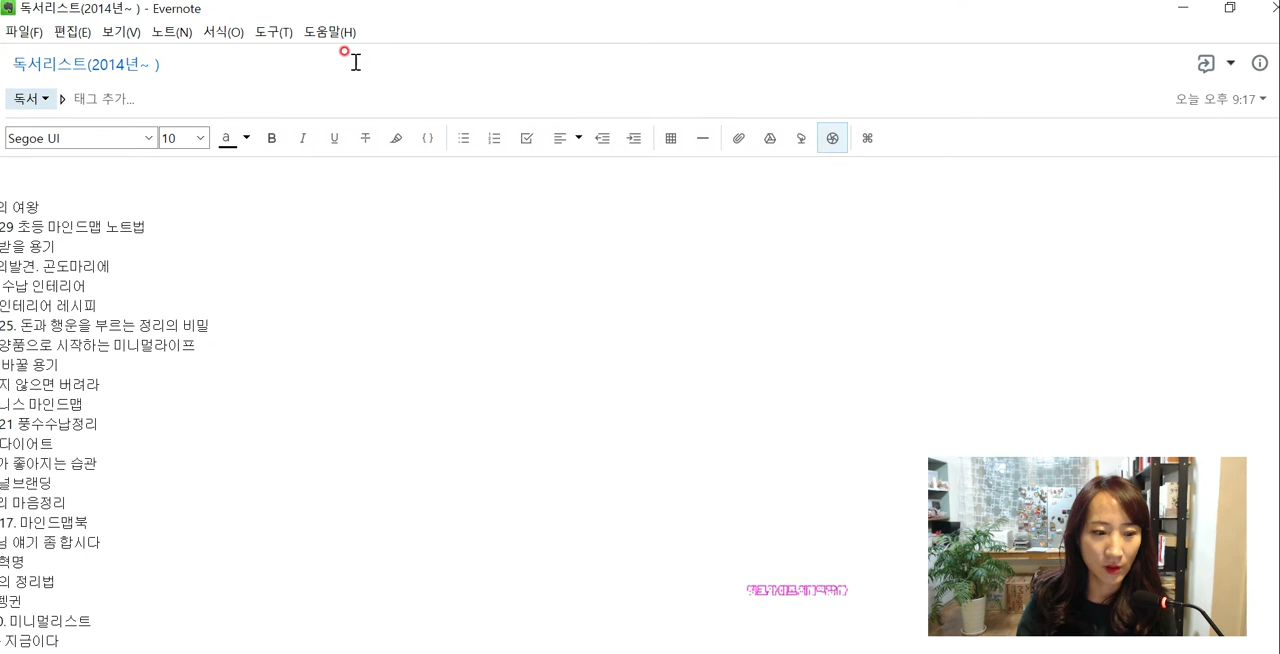 독서리스트(2014년~ ) - Evernote
파일(F) 편집(E) 보기(V) 노트(N) 서식(O) 도구(T) 도움말(H)
독서리스트(2014년~ )
독서 태그 추가...
오늘 오후 9:17
Segoe UI 10 a B I U T { }
의 여왕
29 초등 마인드맵 노트법
받을 용기
의발견. 곤도마리에
수납 인테리어
인테리어 레시피
25. 돈과 행운을 부르는 정리의 비밀
양품으로 시작하는 미니멀라이프
바꿀 용기
지 않으면 버려라
니스 마인드맵
21 풍수수납정리
다이어트
가 좋아지는 습관
널브랜딩
의 마음정리
17. 마인드맵북
님 얘기 좀 합시다
혁명
의 정리법
펭귄
0. 미니멀리스트
지금이다